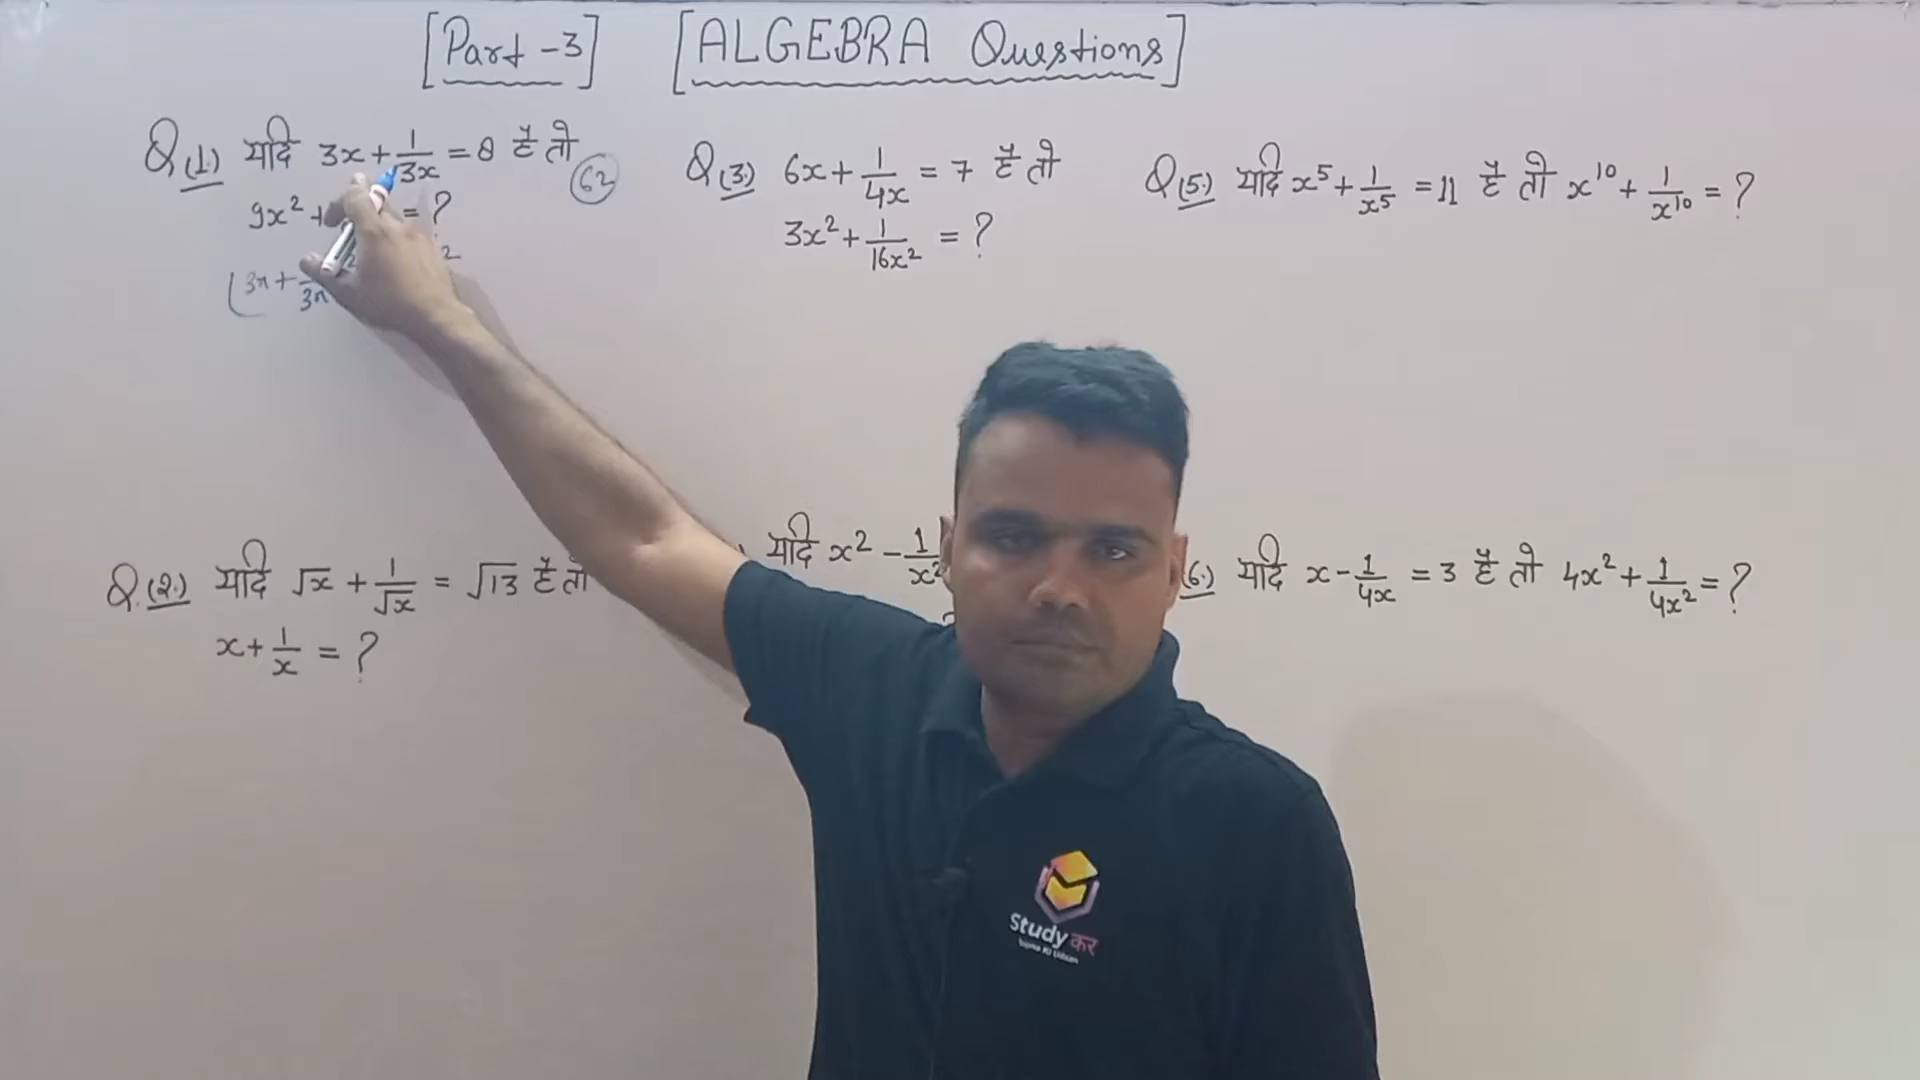 [Part-3] [ALGEBRA Questions]
Q(1.) यदि 3x + 1/3x = 8 है तो
9x² + = ?
62
(3x + 1/3x
2
Q.(2.) यदि √x + 1/√x = √13 है तो
x + 1/x = ?
Q(3.) 6x + 1/4x = 7 है तो
3x² + 1/16x² = ?
यदि x² - 1/x²
Q(5.) यदि x⁵ + 1/x⁵ = 11 है तो x¹⁰ + 1/x¹⁰ = ?
(6.) यदि x - 1/4x = 3 है तो 4x² + 1/4x² = ?
Study कर